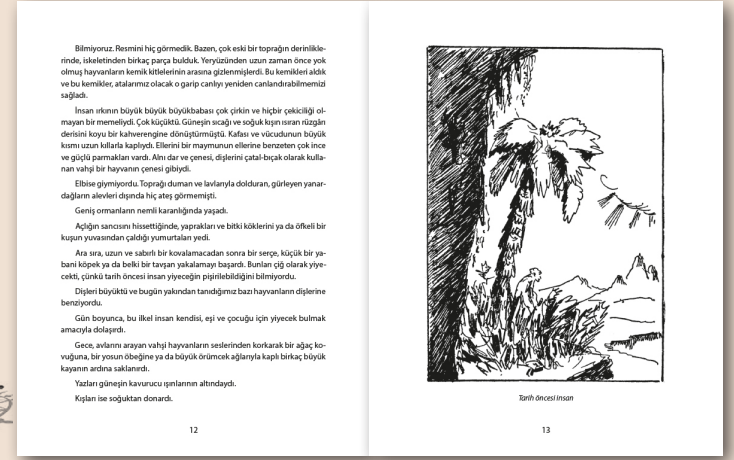 Bilmiyoruz. Resmini hiç görmedik. Bazen, çok eski bir toprağın derinlikle-
rinde, iskeletinden birkaç parça bulduk. Yeryüzünden uzun zaman önce yok
olmuş hayvanların kemik kitlelerinin arasına gizlenmişlerdi. Bu kemikleri aldık
ve bu kemikler, atalarımız olacak o garip canlıyı yeniden canlandırabilmemizi
sağladı.
İnsan ırkının büyük büyük büyükbabası çok çirkin ve hiçbir çekiciliği ol-
mayan bir memeliydi. Çok küçüktü. Güneşin sıcağı ve soğuk kışın ısıran rüzgârı
derisini koyu bir kahverengine dönüştürmüştü. Kafası ve vücudunun büyük
kısmı uzun kıllarla kaplıydı. Ellerini bir maymunun ellerine benzeten çok ince
ve güçlü parmakları vardı. Alnı dar ve çenesi, dişlerini çatal-bıçak olarak kulla-
nan vahşi bir hayvanın çenesi gibiydi.
Elbise giymiyordu. Toprağı duman ve lavlarıyla dolduran, gürleyen yanar-
dağların alevleri dışında hiç ateş görmemişti.
Geniş ormanların nemli karanlığında yaşadı.
Açlığın sancısını hissettiğinde, yaprakları ve bitki köklerini ya da öfkeli bir
kuşun yuvasından çaldığı yumurtaları yedi.
Ara sıra, uzun ve sabırlı bir kovalamacadan sonra bir serçe, küçük bir ya-
bani köpek ya da belki bir tavşan yakalamayı başardı. Bunları çiğ olarak yiye-
cekti, çünkü tarih öncesi insan yiyeceğin pişirilebildiğini bilmiyordu.
Dişleri büyüktü ve bugün yakından tanıdığımız bazı hayvanların dişlerine
benziyordu.
Gün boyunca, bu ilkel insan kendisi, eşi ve çocuğu için yiyecek bulmak
amacıyla dolaşırdı.
Gece, avlarını arayan vahşi hayvanların seslerinden korkarak bir ağaç ko-
vuğuna, bir yosun öbeğine ya da büyük örümcek ağlarıyla kaplı birkaç büyük
kayanın ardına saklanırdı.
Yazları güneşin kavurucu ışınlarının altındaydı.
Kışları ise soğuktan donardı.
12
Tarih öncesi insan
13